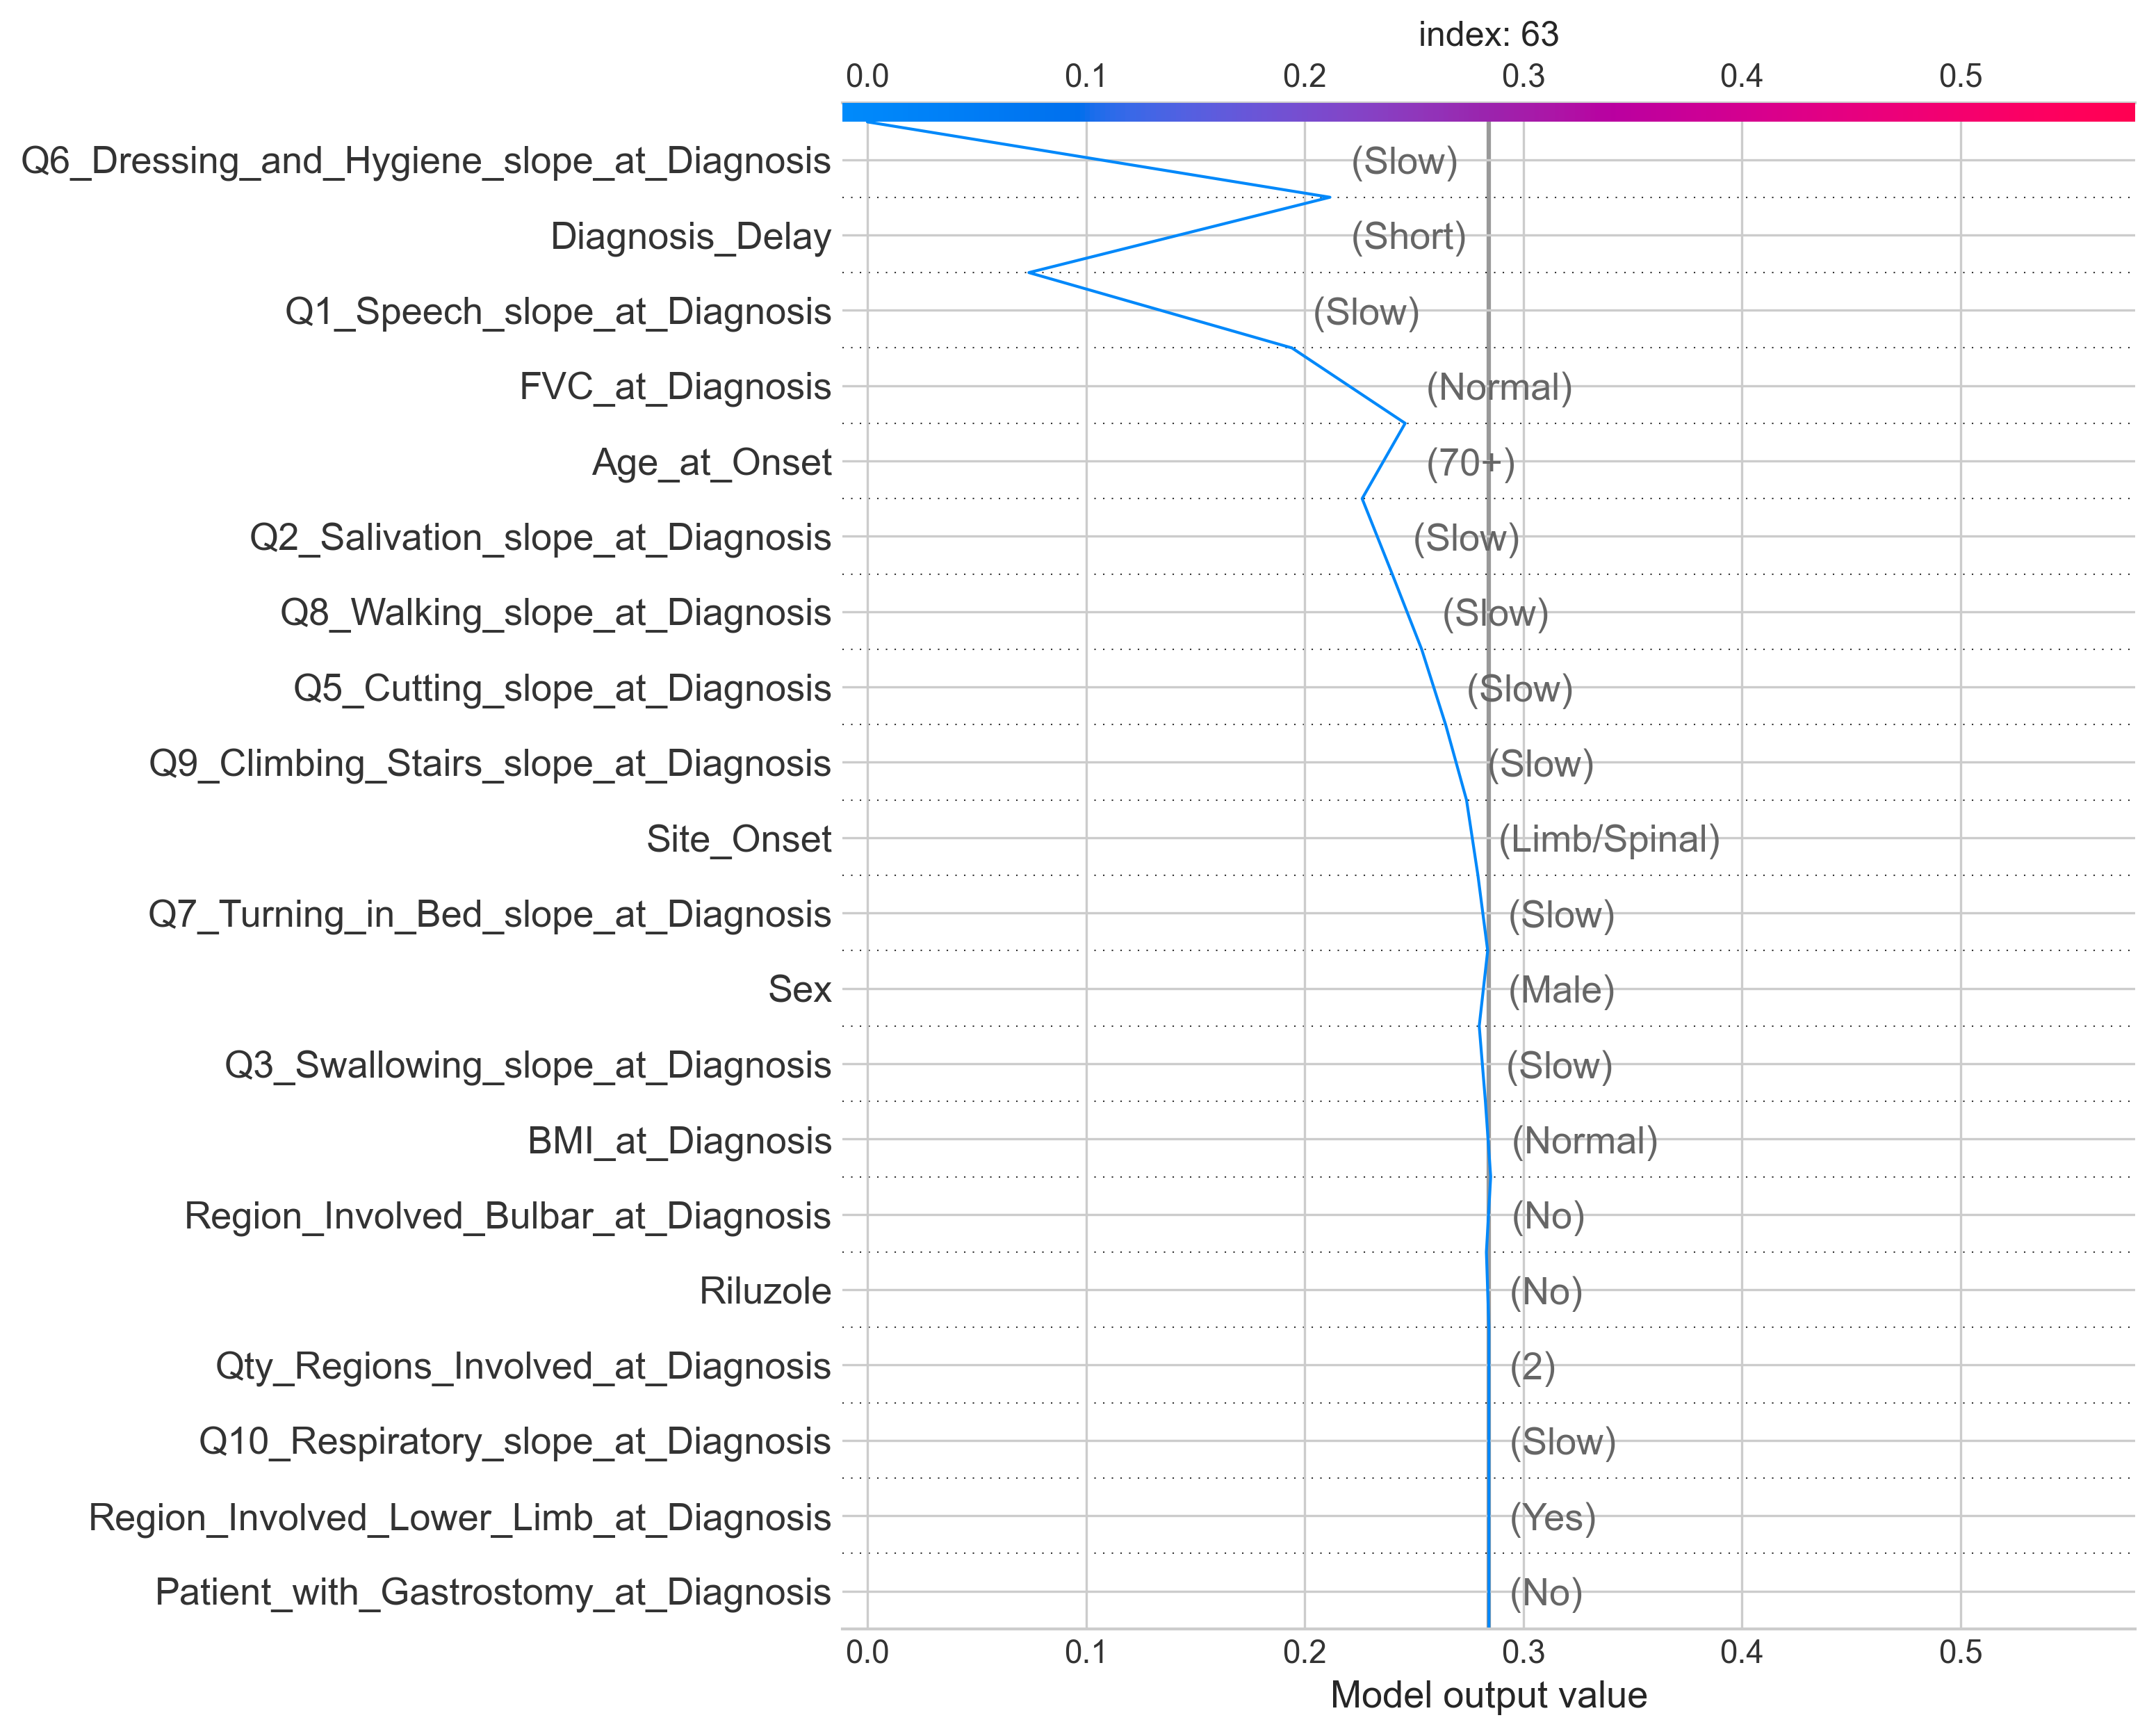 index: 63
0.0 0.1 0.2 0.3 0.4 0.5
Q6_Dressing_and_Hygiene_slope_at_Diagnosis (Slow)
Diagnosis_Delay (Short)
Q1_Speech_slope_at_Diagnosis (Slow)
FVC_at_Diagnosis (Normal)
Age_at_Onset (70+)
Q2_Salivation_slope_at_Diagnosis (Slow)
Q8_Walking_slope_at_Diagnosis (Slow)
Q5_Cutting_slope_at_Diagnosis (Slow)
Q9_Climbing_Stairs_slope_at_Diagnosis (Slow)
Site_Onset (Limb/Spinal)
Q7_Turning_in_Bed_slope_at_Diagnosis (Slow)
Sex (Male)
Q3_Swallowing_slope_at_Diagnosis (Slow)
BMI_at_Diagnosis (Normal)
Region_Involved_Bulbar_at_Diagnosis (No)
Riluzole (No)
Qty_Regions_Involved_at_Diagnosis (2)
Q10_Respiratory_slope_at_Diagnosis (Slow)
Region_Involved_Lower_Limb_at_Diagnosis (Yes)
Patient_with_Gastrostomy_at_Diagnosis (No)
0.0 0.1 0.2 0.3 0.4 0.5
Model output value